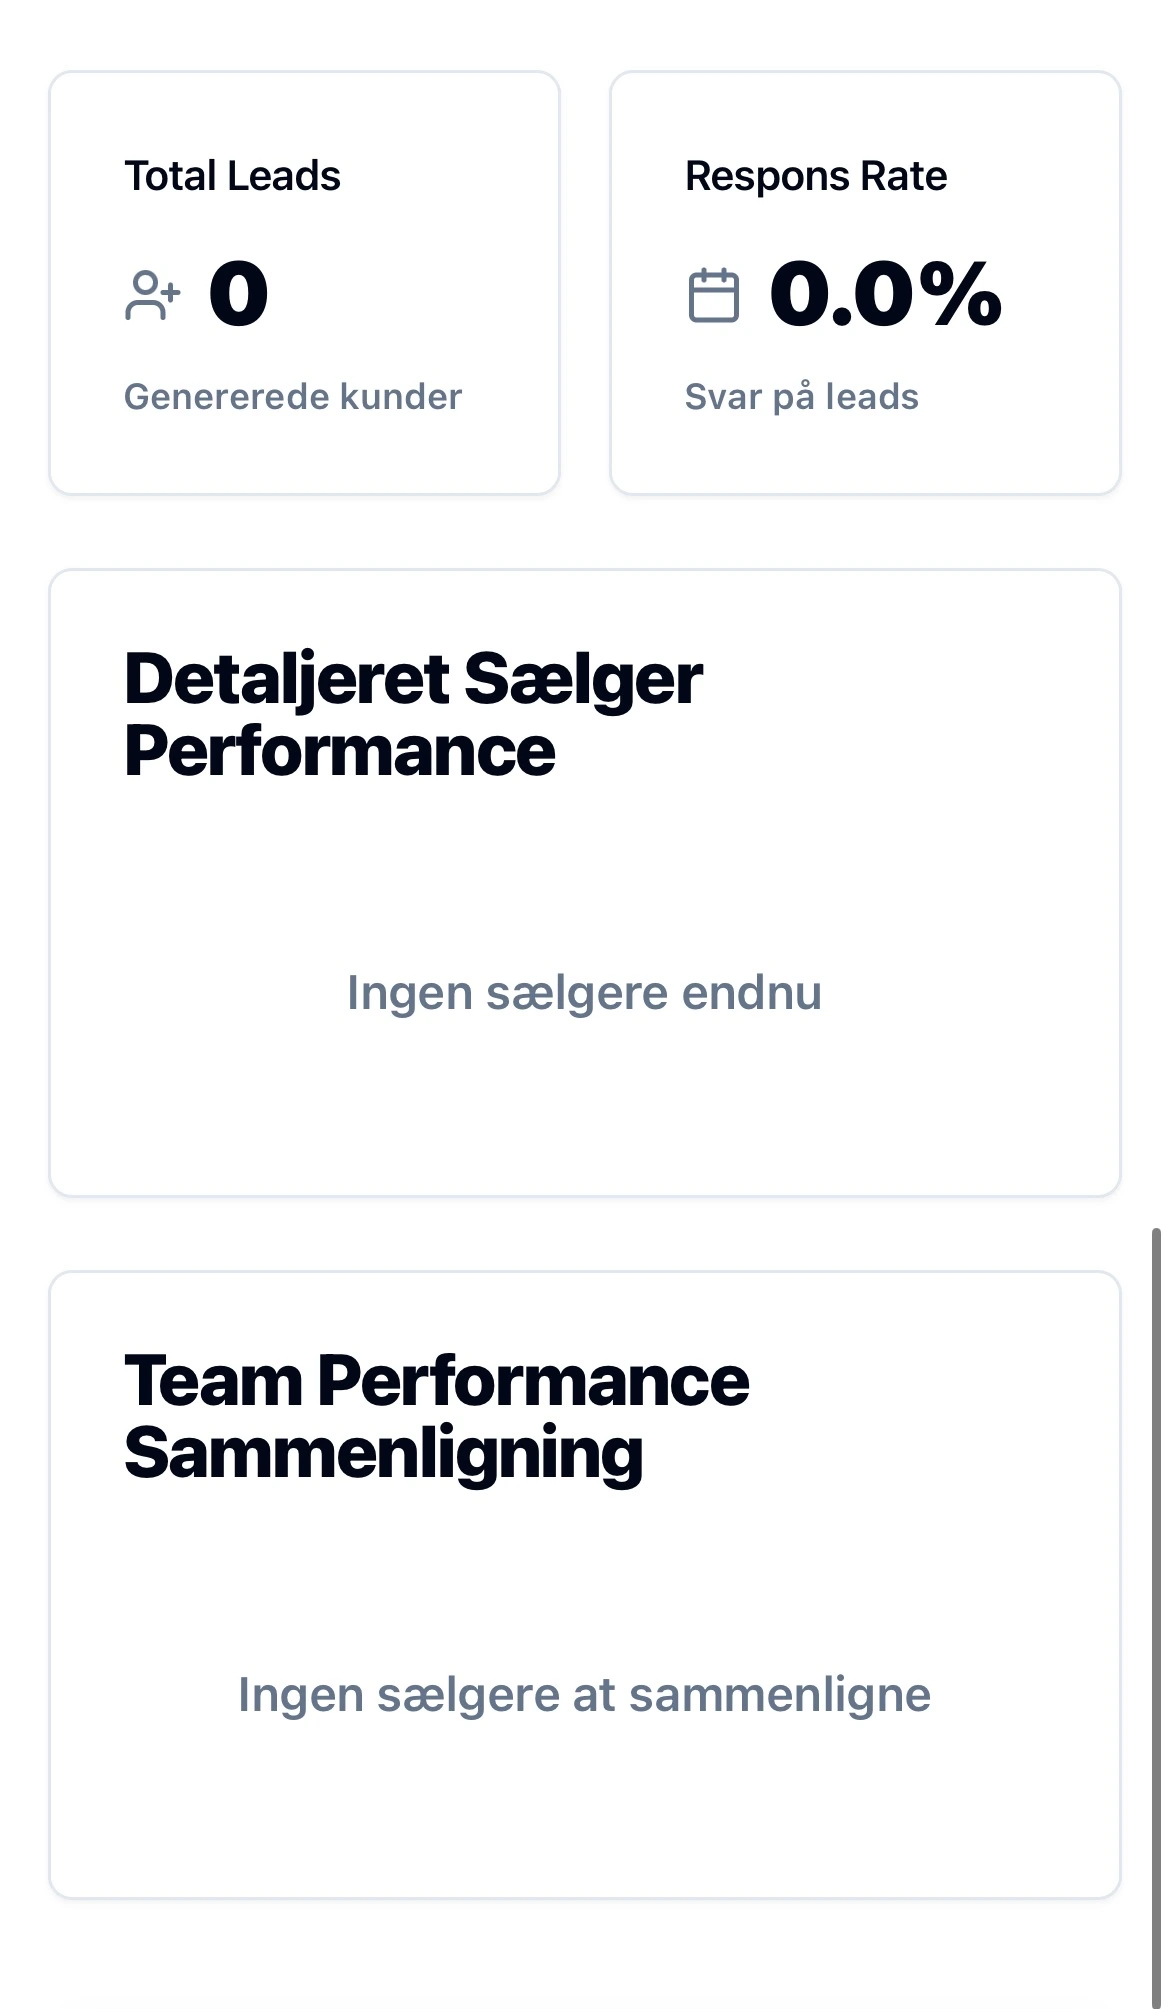 Total Leads
0
Genererede kunder
Respons Rate
0.0%
Svar på leads
Detaljeret Sælger
Performance
Ingen sælgere endnu
Team Performance
Sammenligning
Ingen sælgere at sammenligne